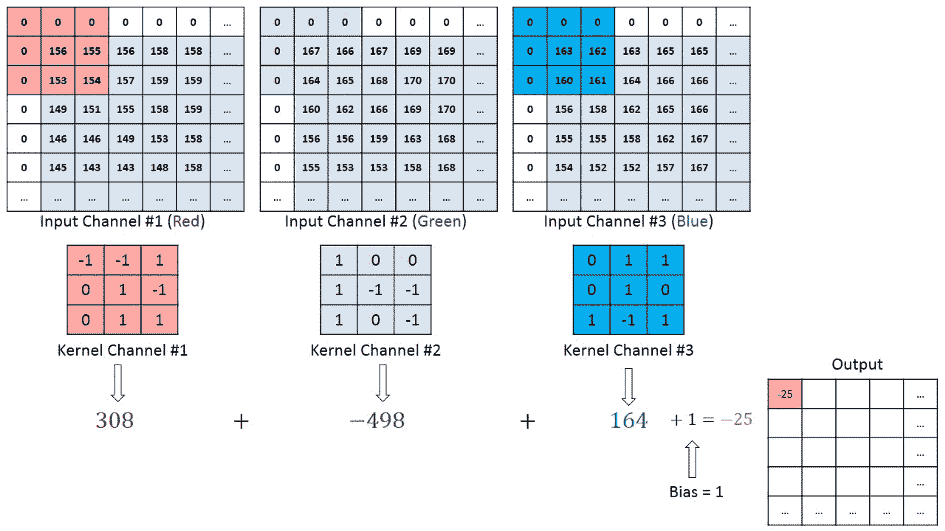 0 0 0 0 0 0 ...
0 156 155 156 158 158 ...
0 153 154 157 159 159 ...
0 149 151 155 158 159 ...
0 146 146 149 153 158 ...
0 145 143 143 148 158 ...
... ... ... ... ... ... ...
Input Channel #1 (Red)
0 0 0 0 0 0 ...
0 167 166 167 169 169 ...
0 164 165 168 170 170 ...
0 160 162 166 169 170 ...
0 156 156 159 163 168 ...
0 155 153 153 158 168 ...
... ... ... ... ... ... ...
Input Channel #2 (Green)
0 0 0 0 0 0 ...
0 163 162 163 165 165 ...
0 160 161 164 166 166 ...
0 156 158 162 165 166 ...
0 155 155 158 162 167 ...
0 154 152 152 157 167 ...
... ... ... ... ... ... ...
Input Channel #3 (Blue)
-1 -1 1
0 1 -1
0 1 1
Kernel Channel #1
1 0 0
1 -1 -1
1 0 -1
Kernel Channel #2
0 1 1
0 1 0
1 -1 1
Kernel Channel #3
308 + −498 + 164 + 1 = −25
Bias = 1
Output
-25 ...
...
...
...
... ... ... ... ...